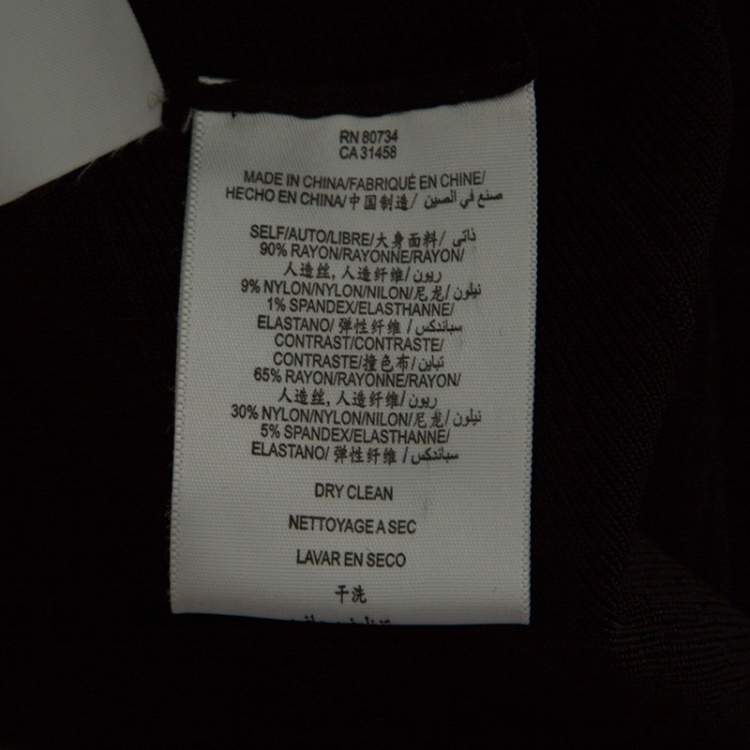 RN 80734
CA 31458
MADE IN CHINA/FABRIQUÉ EN CHINE/
HECHO EN CHINA/中国制造/ صنع في الصين
SELF/AUTO/LIBRE/大身面料/ ذاتى
90% RAYON/RAYONNE/RAYON/
人造丝, 人造纤维/ ريون
9% NYLON/NYLON/NILON/尼龙/ نيلون
1% SPANDEX/ELASTHANNE/
ELASTANO/ 弹性纤维 / سباندكس
CONTRAST/CONTRASTE/
CONTRASTE/撞色布/ تباين
65% RAYON/RAYONNE/RAYON/
人造丝, 人造纤维/ ريون
30% NYLON/NYLON/NILON/尼龙/ نيلون
5% SPANDEX/ELASTHANNE/
ELASTANO/ 弹性纤维 / سباندكس
DRY CLEAN
NETTOYAGE A SEC
LAVAR EN SECO
干洗